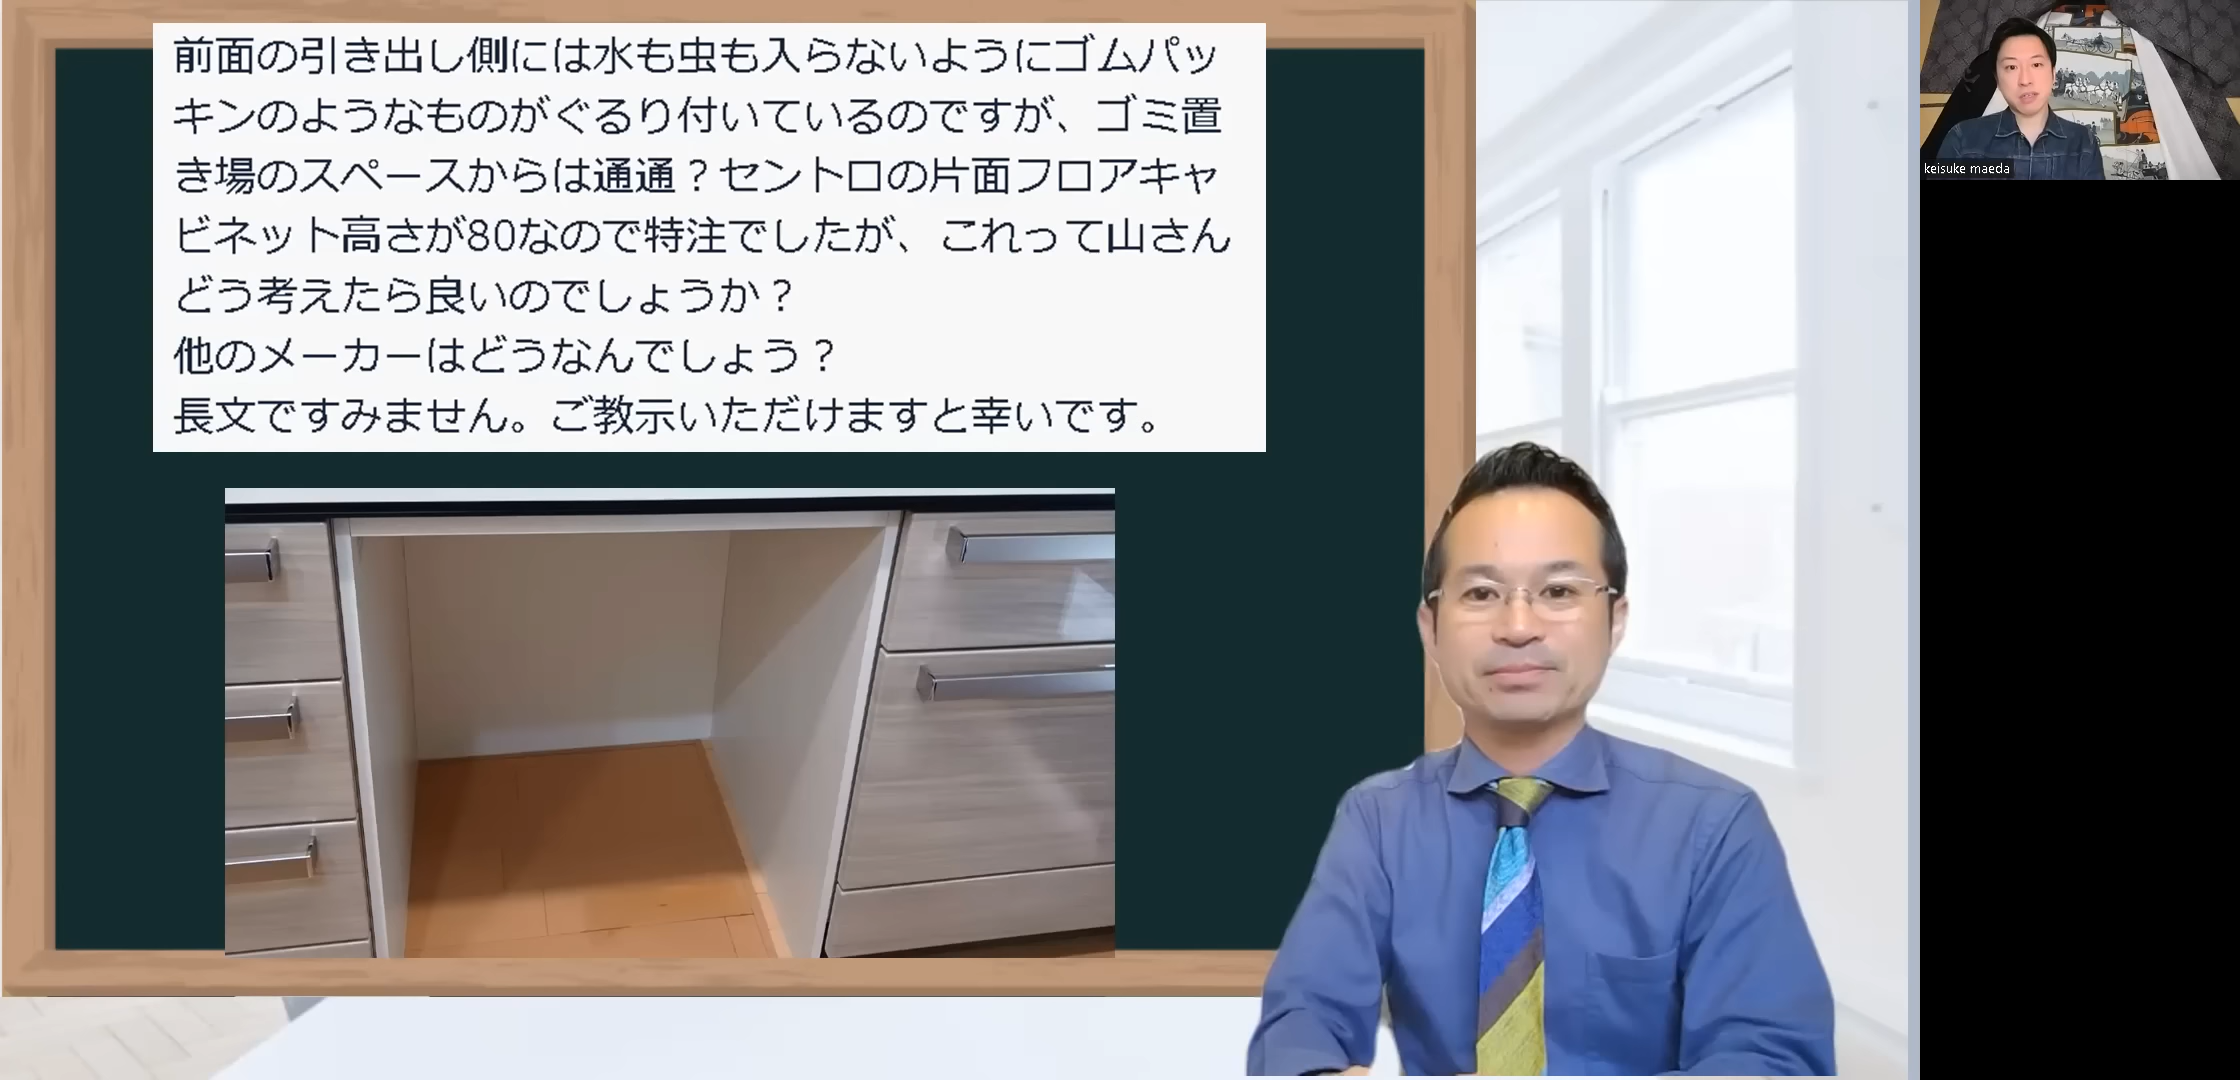 前面の引き出し側には水も虫も入らないようにゴムパッ
キンのようなものがぐるり付いているのですが、ゴミ置
き場のスペースからは通通？セントロの片面フロアキャ
ビネット高さが80なので特注でしたが、これって山さん
どう考えたら良いのでしょうか？
他のメーカーはどうなんでしょう？
長文ですみません。ご教示いただけますと幸いです。
keisuke maeda